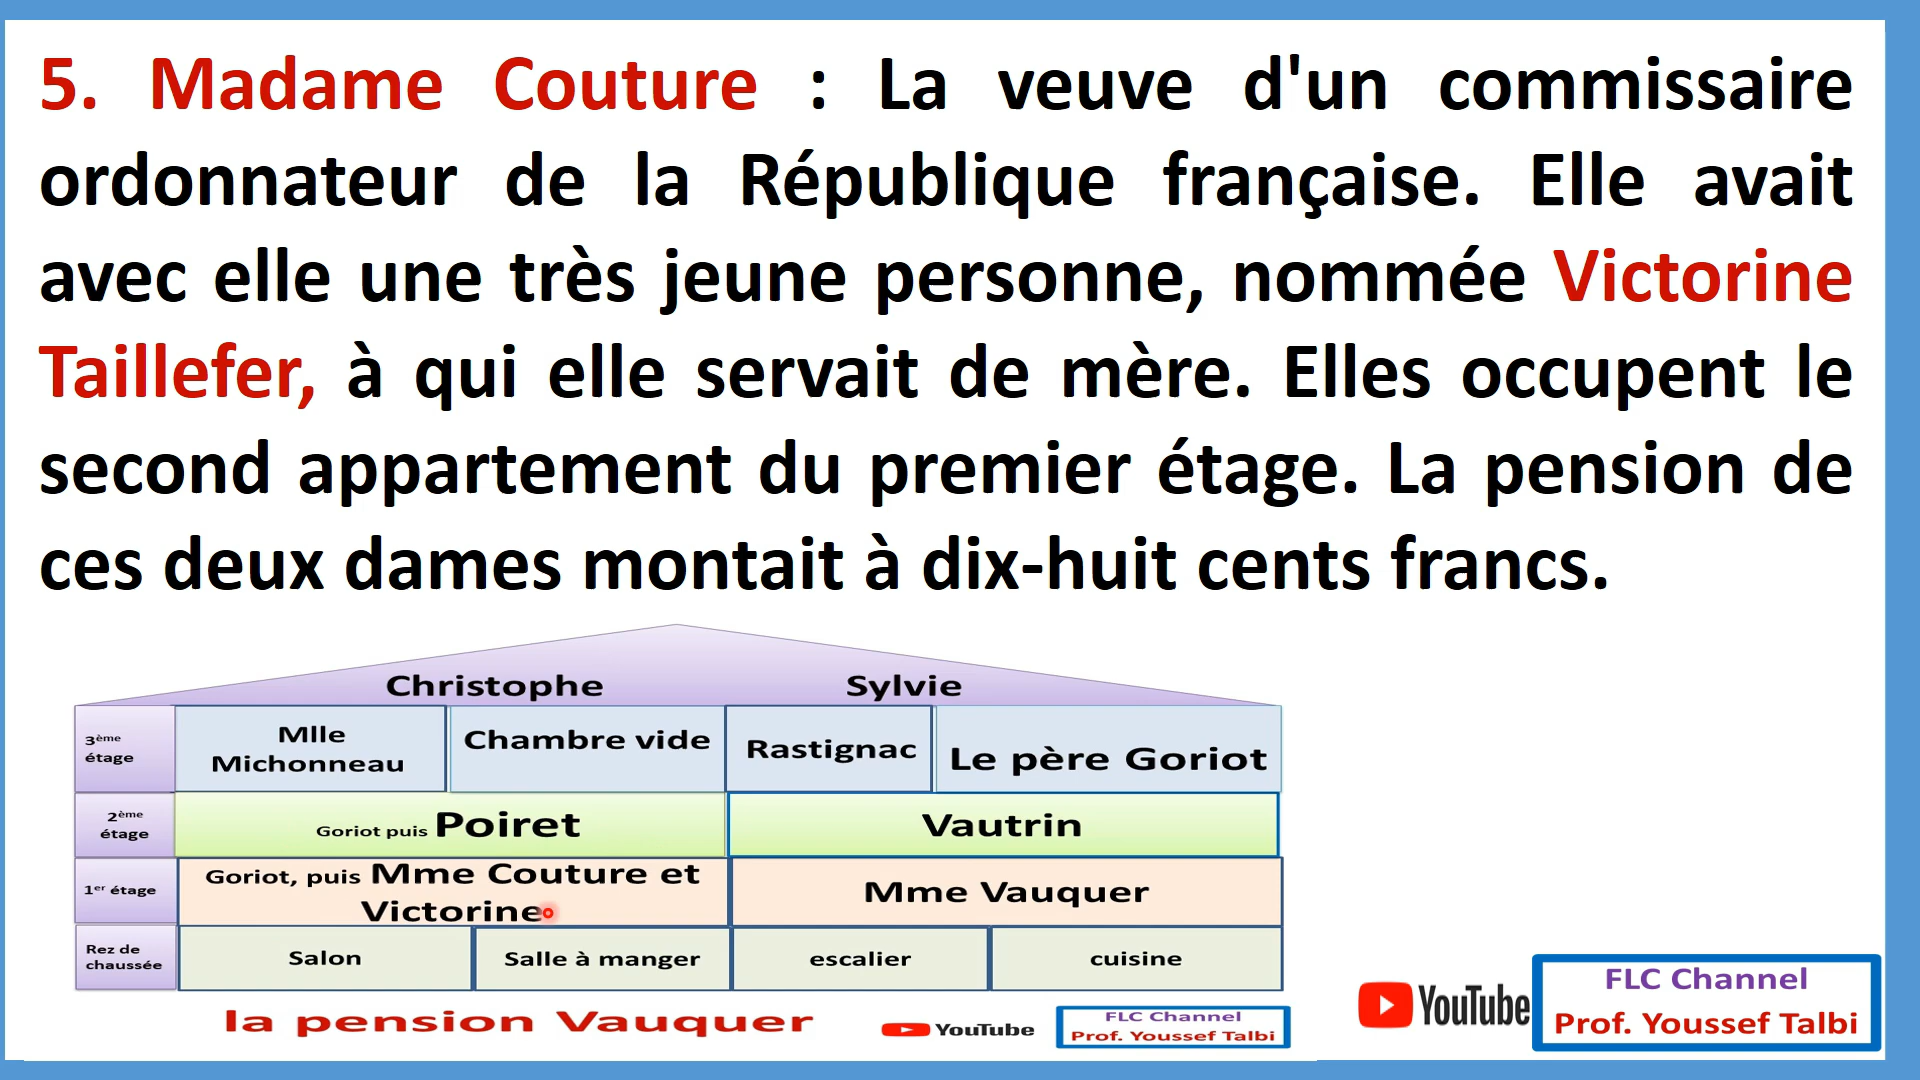 5. Madame Couture : La veuve d'un commissaire
ordonnateur de la République française. Elle avait
avec elle une très jeune personne, nommée Victorine
Taillefer, à qui elle servait de mère. Elles occupent le
second appartement du premier étage. La pension de
ces deux dames montait à dix-huit cents francs.
Christophe Sylvie
3ème étage
Mlle Michonneau
Chambre vide
Rastignac
Le père Goriot
2ème étage
Goriot puis Poiret
Vautrin
1er étage
Goriot, puis Mme Couture et
Victorine
Mme Vauquer
Rez de chaussée
Salon
Salle à manger
escalier
cuisine
la pension Vauquer
YouTube
FLC Channel
Prof. Youssef Talbi
YouTube
FLC Channel
Prof. Youssef Talbi